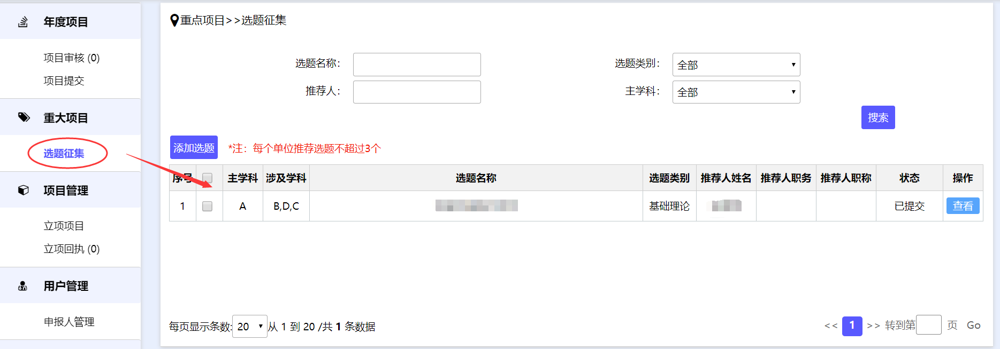 年度项目
项目审核 (0)
项目提交
重大项目
选题征集
项目管理
立项项目
立项回执 (0)
用户管理
申报人管理
重点项目>>选题征集
选题名称： 选题类别： 全部
推荐人： 主学科： 全部
搜索
添加选题 *注：每个单位推荐选题不超过3个
序号 主学科 涉及学科 选题名称 选题类别 推荐人姓名 推荐人职务 推荐人职称 状态 操作
1 A B,D,C 基础理论 已提交 查看
每页显示条数: 20 从 1 到 20 /共 1 条数据 << 1 >> 转到第 页 Go